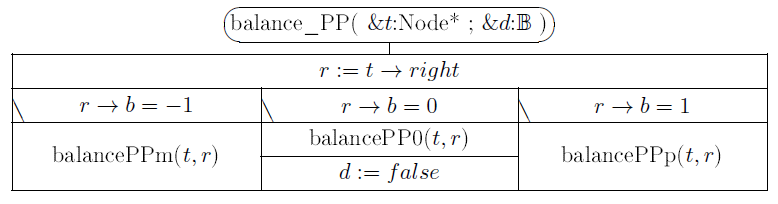 balance_PP( &t:Node* ; &d:𝔹 )
r := t → right
r → b = −1 r → b = 0 r → b = 1
balancePPm(t, r) balancePP0(t, r) balancePPp(t, r)
d := false